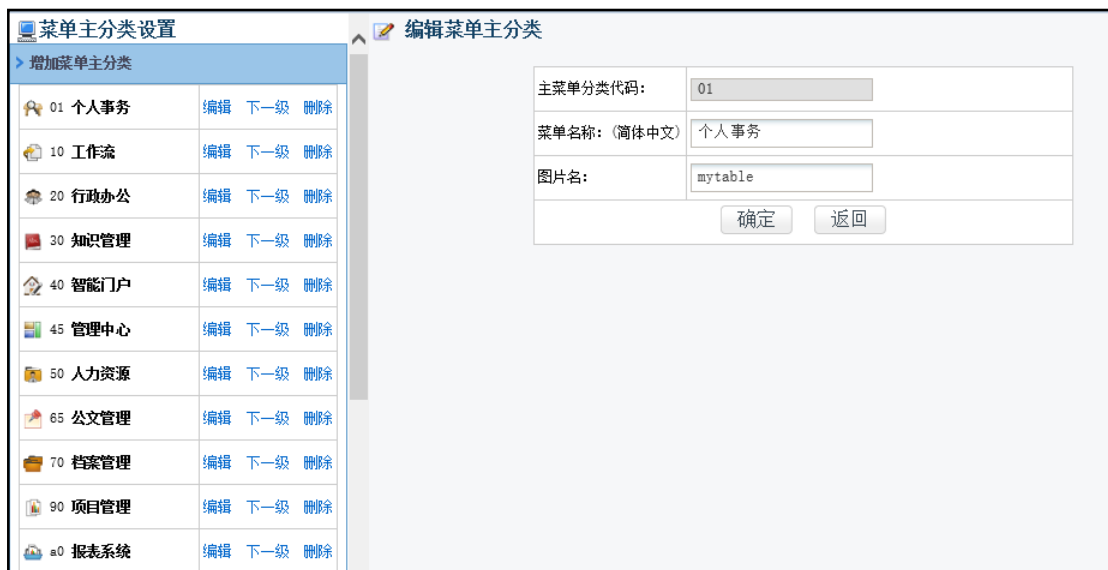 菜单主分类设置
增加菜单主分类
01 个人事务 编辑 下一级 删除
10 工作流 编辑 下一级 删除
20 行政办公 编辑 下一级 删除
30 知识管理 编辑 下一级 删除
40 智能门户 编辑 下一级 删除
45 管理中心 编辑 下一级 删除
50 人力资源 编辑 下一级 删除
65 公文管理 编辑 下一级 删除
70 档案管理 编辑 下一级 删除
90 项目管理 编辑 下一级 删除
a0 报表系统 编辑 下一级 删除
编辑菜单主分类
主菜单分类代码: 01
菜单名称:(简体中文) 个人事务
图片名: mytable
确定 返回